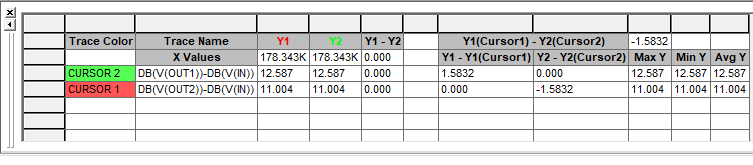 Trace Color Trace Name Y1 Y2 Y1 - Y2 Y1(Cursor1) - Y2(Cursor2) -1.5832
X Values 178.343K 178.343K 0.000 Y1 - Y1(Cursor1) Y2 - Y2(Cursor2) Max Y Min Y Avg Y
CURSOR 2 DB(V(OUT1))-DB(V(IN)) 12.587 12.587 0.000 1.5832 0.000 12.587 12.587 12.587
CURSOR 1 DB(V(OUT2))-DB(V(IN)) 11.004 11.004 0.000 0.000 -1.5832 11.004 11.004 11.004